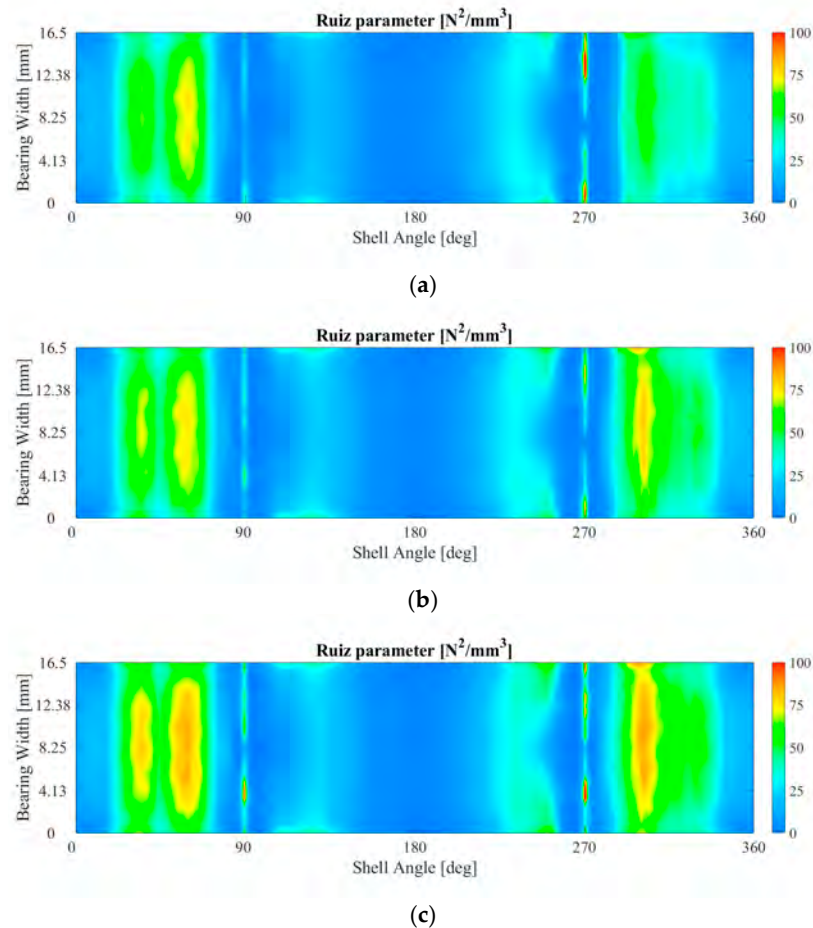 Ruiz parameter [N²/mm³]
16.5
12.38
8.25
4.13
0
Bearing Width [mm]
0 90 180 270 360
Shell Angle [deg]
100
75
50
25
0
(a)
Ruiz parameter [N²/mm³]
16.5
12.38
8.25
4.13
0
Bearing Width [mm]
0 90 180 270 360
Shell Angle [deg]
100
75
50
25
0
(b)
Ruiz parameter [N²/mm³]
16.5
12.38
8.25
4.13
0
Bearing Width [mm]
0 90 180 270 360
Shell Angle [deg]
100
75
50
25
0
(c)